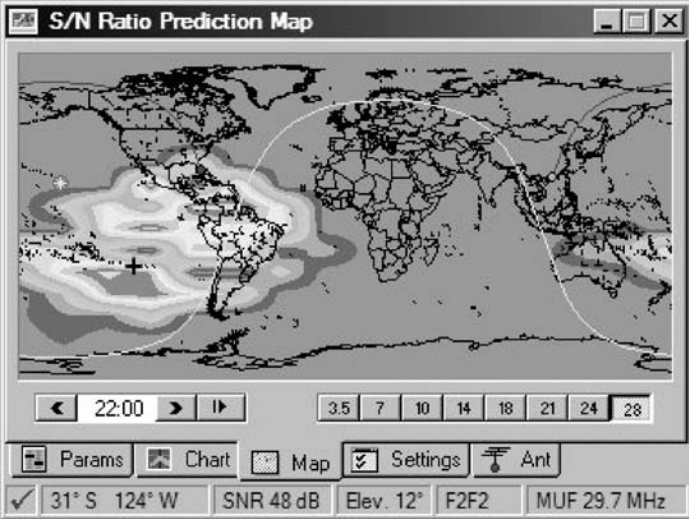 S/N Ratio Prediction Map
22:00
3.5 7 10 14 18 21 24 28
Params Chart Map Settings Ant
31° S 124° W SNR 48 dB Elev. 12° F2F2 MUF 29.7 MHz